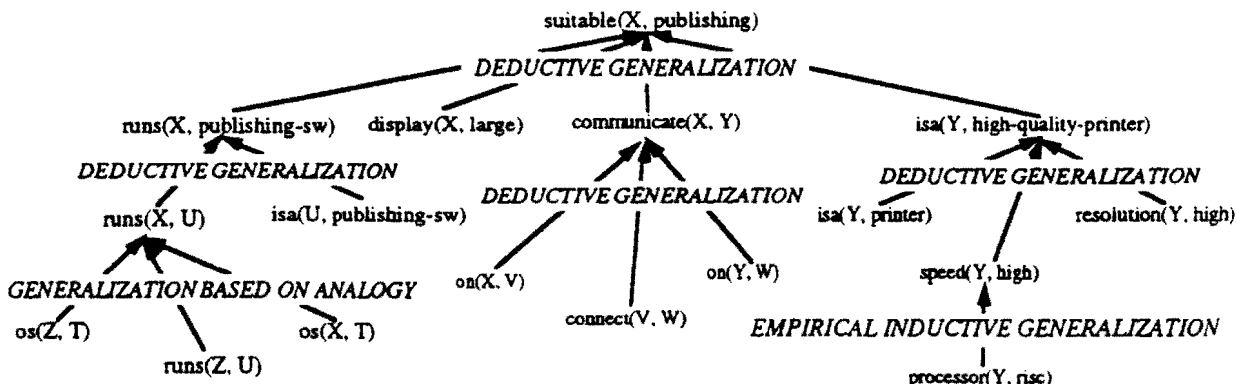 suitable(X, publishing)
DEDUCTIVE GENERALIZATION
runs(X, publishing-sw) display(X, large) communicate(X, Y) isa(Y, high-quality-printer)
DEDUCTIVE GENERALIZATION DEDUCTIVE GENERALIZATION DEDUCTIVE GENERALIZATION
runs(X, U) isa(U, publishing-sw) isa(Y, printer) resolution(Y, high)
on(X, V) on(Y, W) speed(Y, high)
GENERALIZATION BASED ON ANALOGY
os(Z, T) os(X, T) connect(V, W) EMPIRICAL INDUCTIVE GENERALIZATION
runs(Z, U) processor(Y, risc)